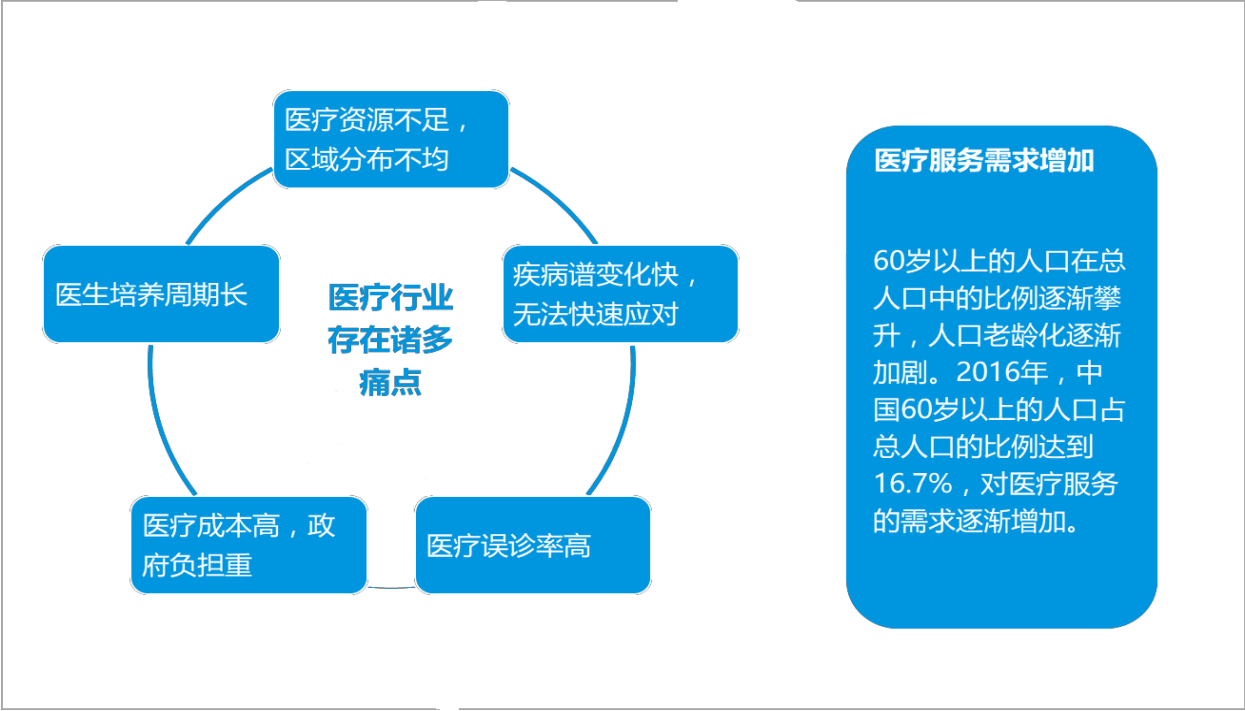 医疗资源不足，
区域分布不均
疾病谱变化快，
无法快速应对
医疗误诊率高
医疗成本高，政
府负担重
医生培养周期长
医疗行业
存在诸多
痛点
医疗服务需求增加
60岁以上的人口在总
人口中的比例逐渐攀
升，人口老龄化逐渐
加剧。2016年，中
国60岁以上的人口占
总人口的比例达到
16.7%，对医疗服务
的需求逐渐增加。